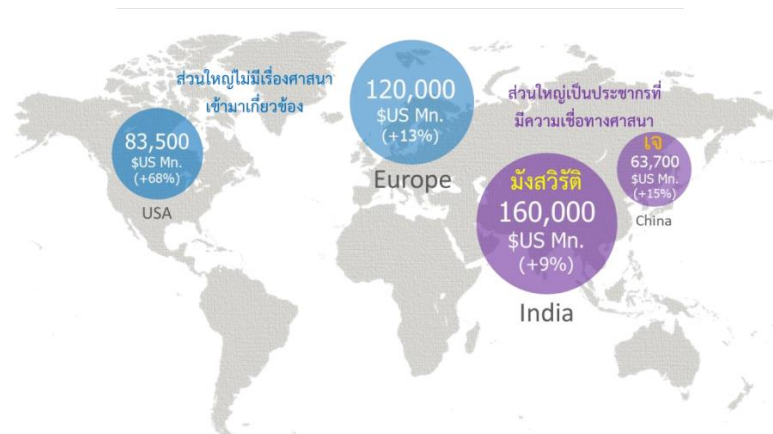 ส่วนใหญ่ไม่มีเรื่องศาสนา
เข้ามาเกี่ยวข้อง
83,500
$US Mn.
(+68%)
USA
120,000
$US Mn.
(+13%)
Europe
ส่วนใหญ่เป็นประชากรที่
มีความเชื่อทางศาสนา
มังสวิรัติ
160,000
$US Mn.
(+9%)
India
เจ
63,700
$US Mn.
(+15%)
China